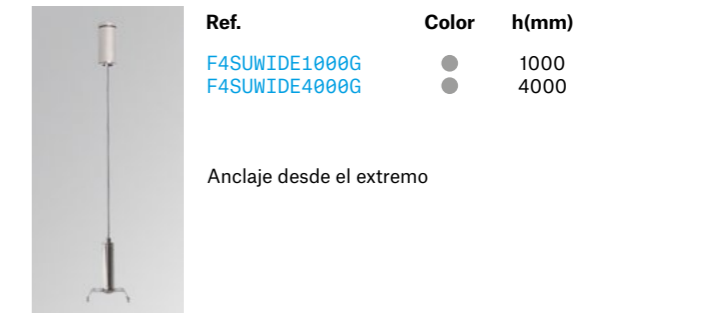 Ref. Color h(mm)
F4SUWIDE1000G 1000
F4SUWIDE4000G 4000
Anclaje desde el extremo